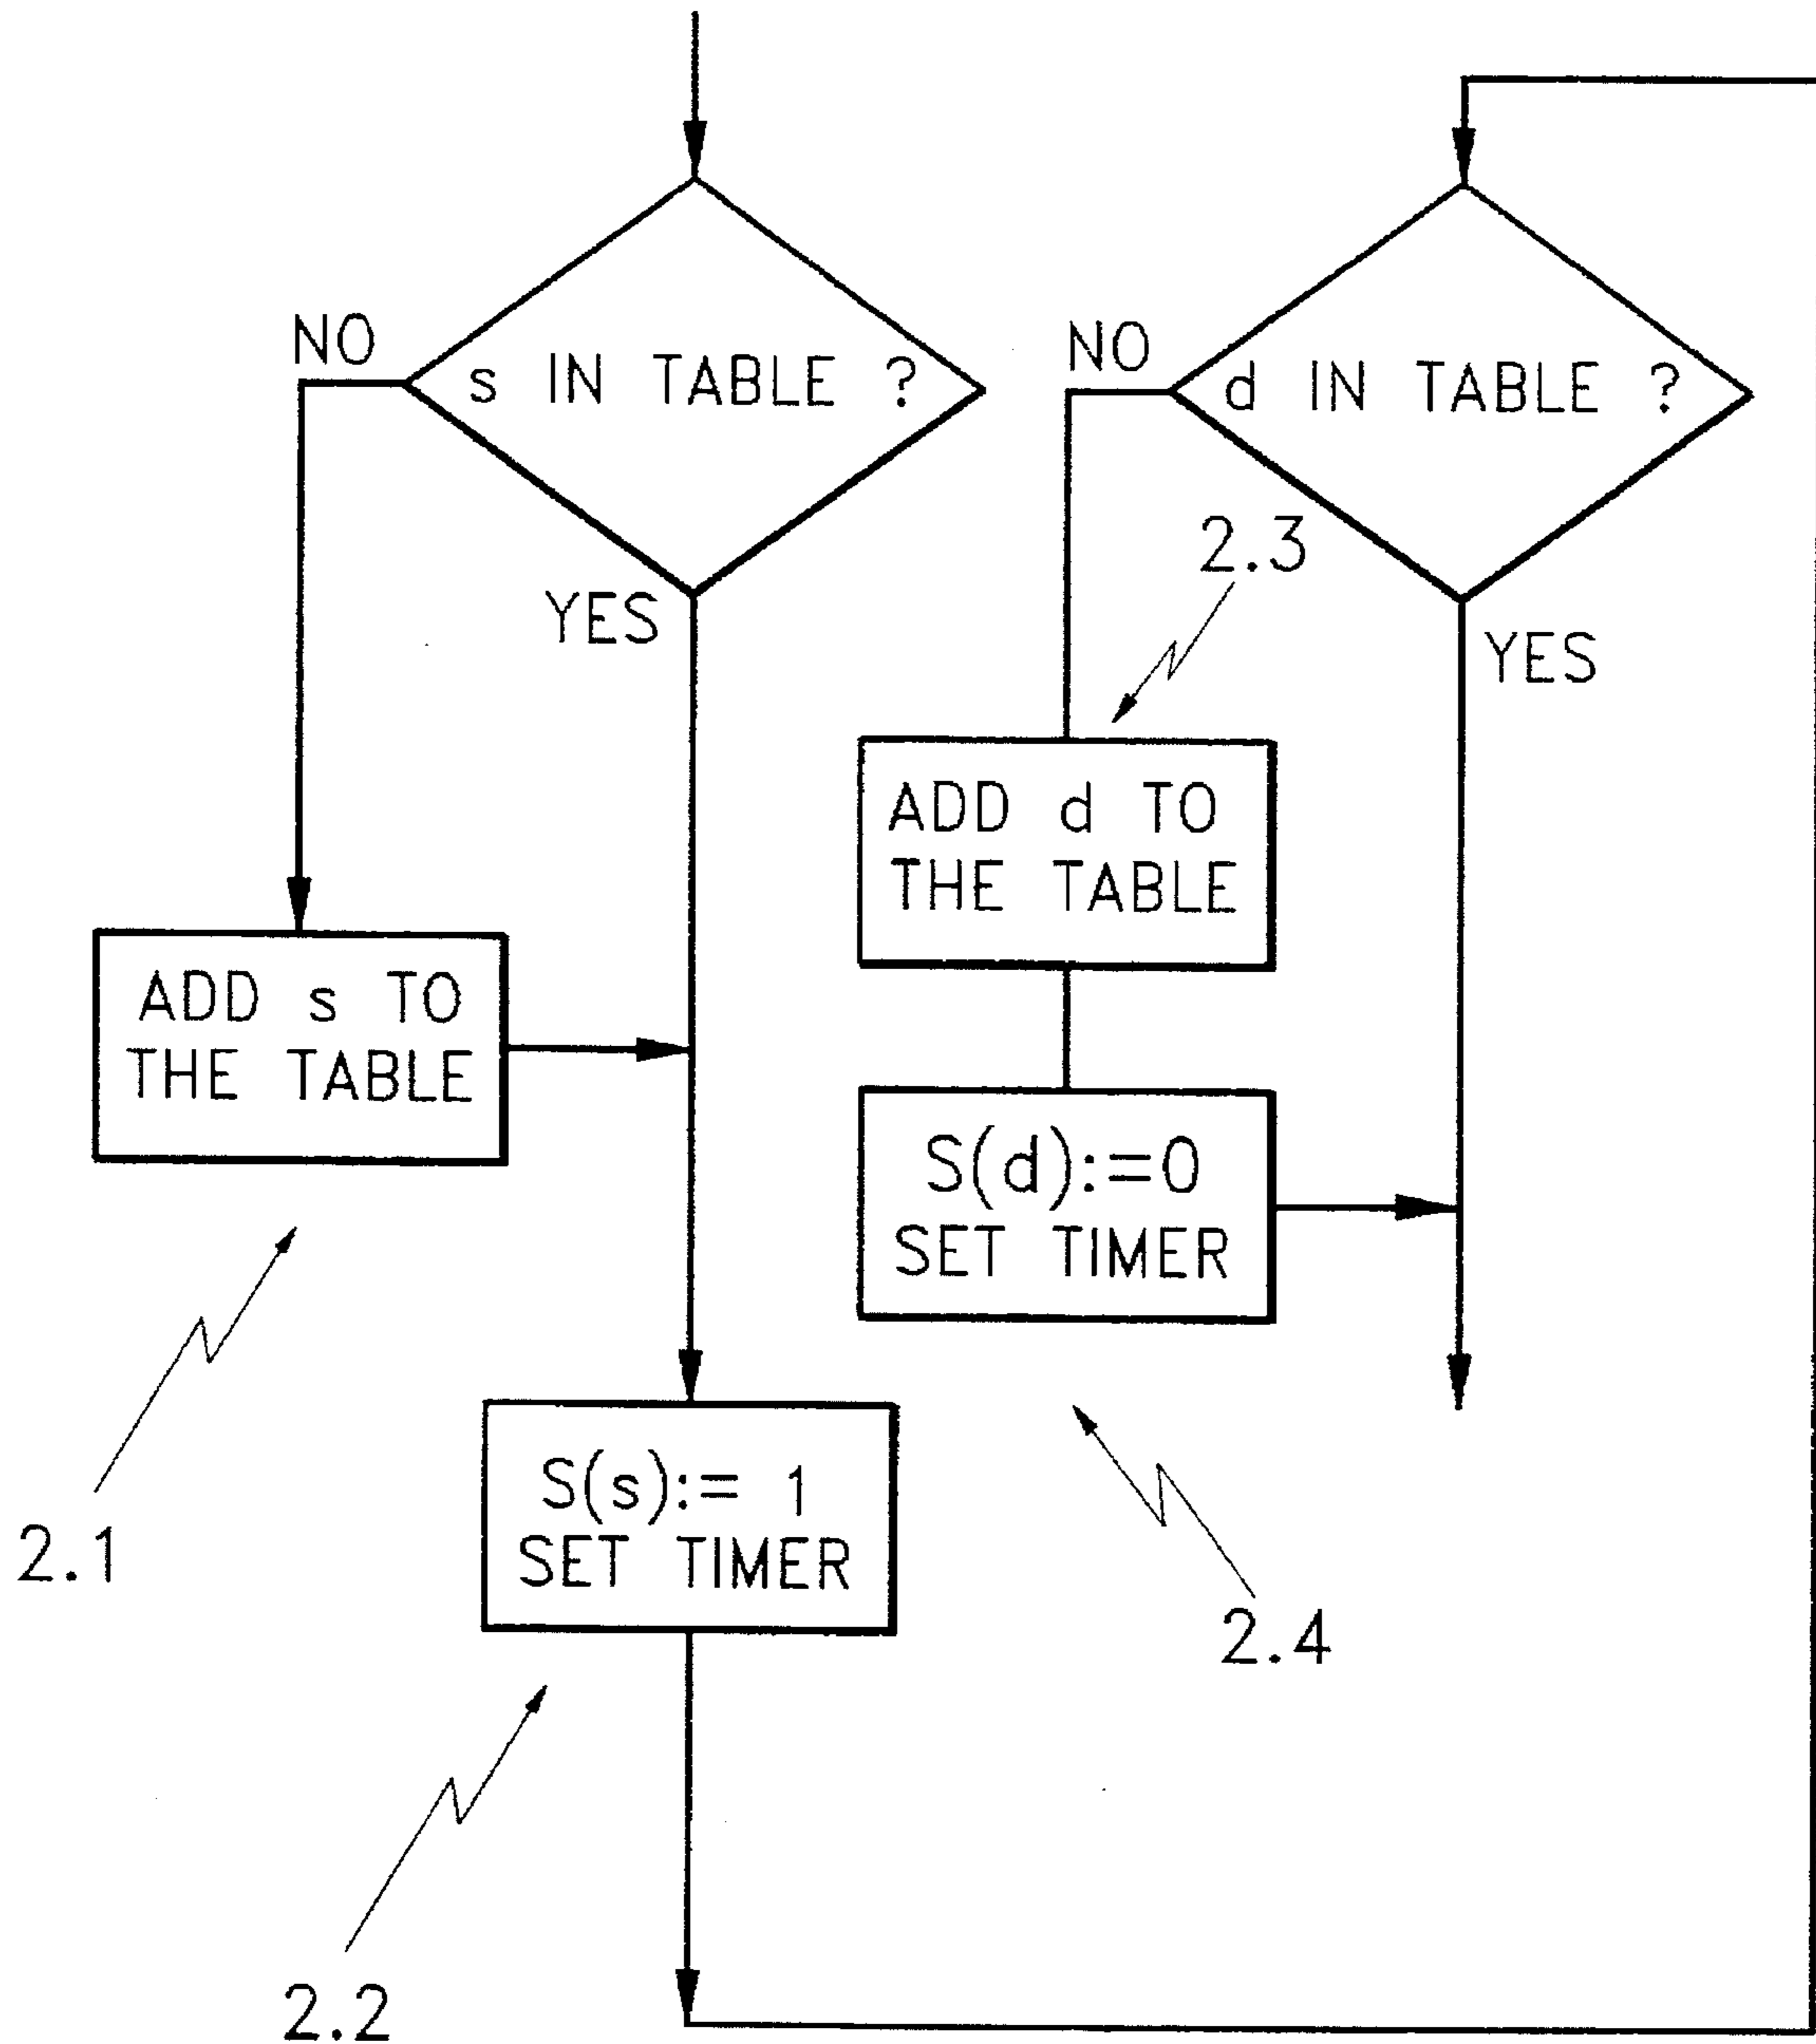 NO
s IN TABLE ?
YES
ADD s TO
THE TABLE
2.1
S(s):= 1
SET TIMER
2.2
NO
d IN TABLE ?
YES
2.3
ADD d TO
THE TABLE
S(d):=0
SET TIMER
2.4